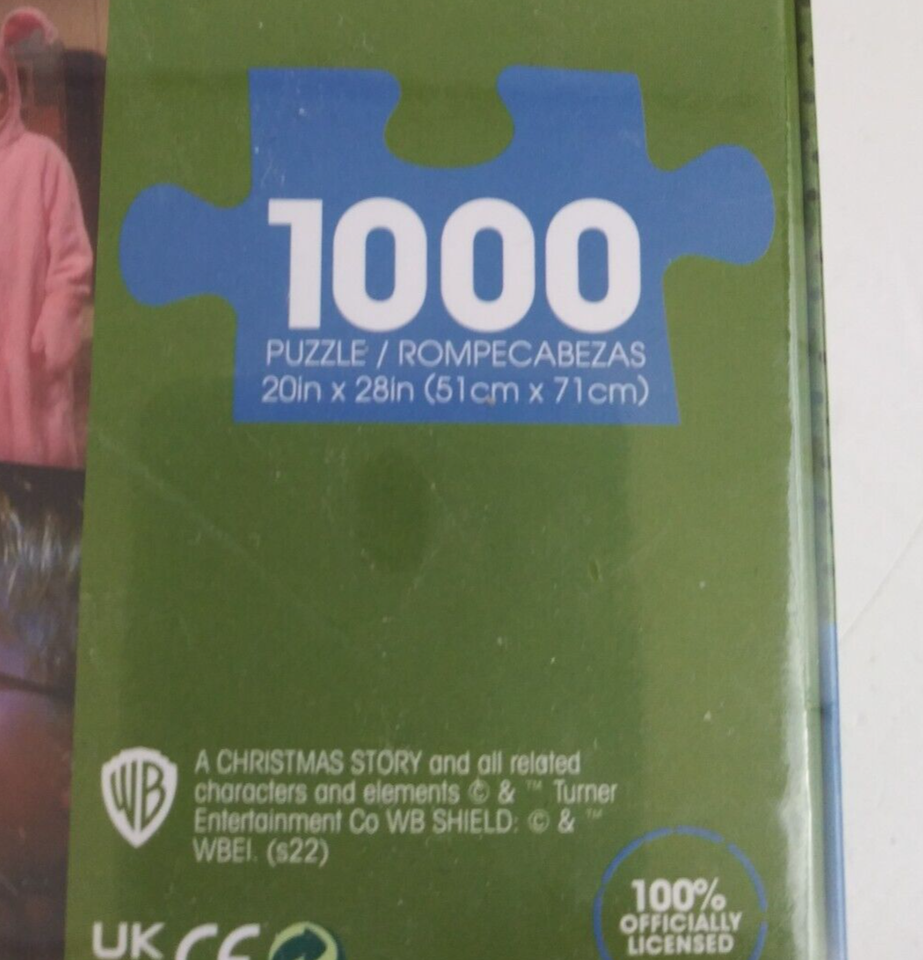 1000
PUZZLE / ROMPECABEZAS
20in x 28in (51cm x 71cm)
WB
A CHRISTMAS STORY and all related
characters and elements © & ™ Turner
Entertainment Co WB SHIELD: © & ™
WBEI. (s22)
100%
OFFICIALLY
LICENSED
UK CE